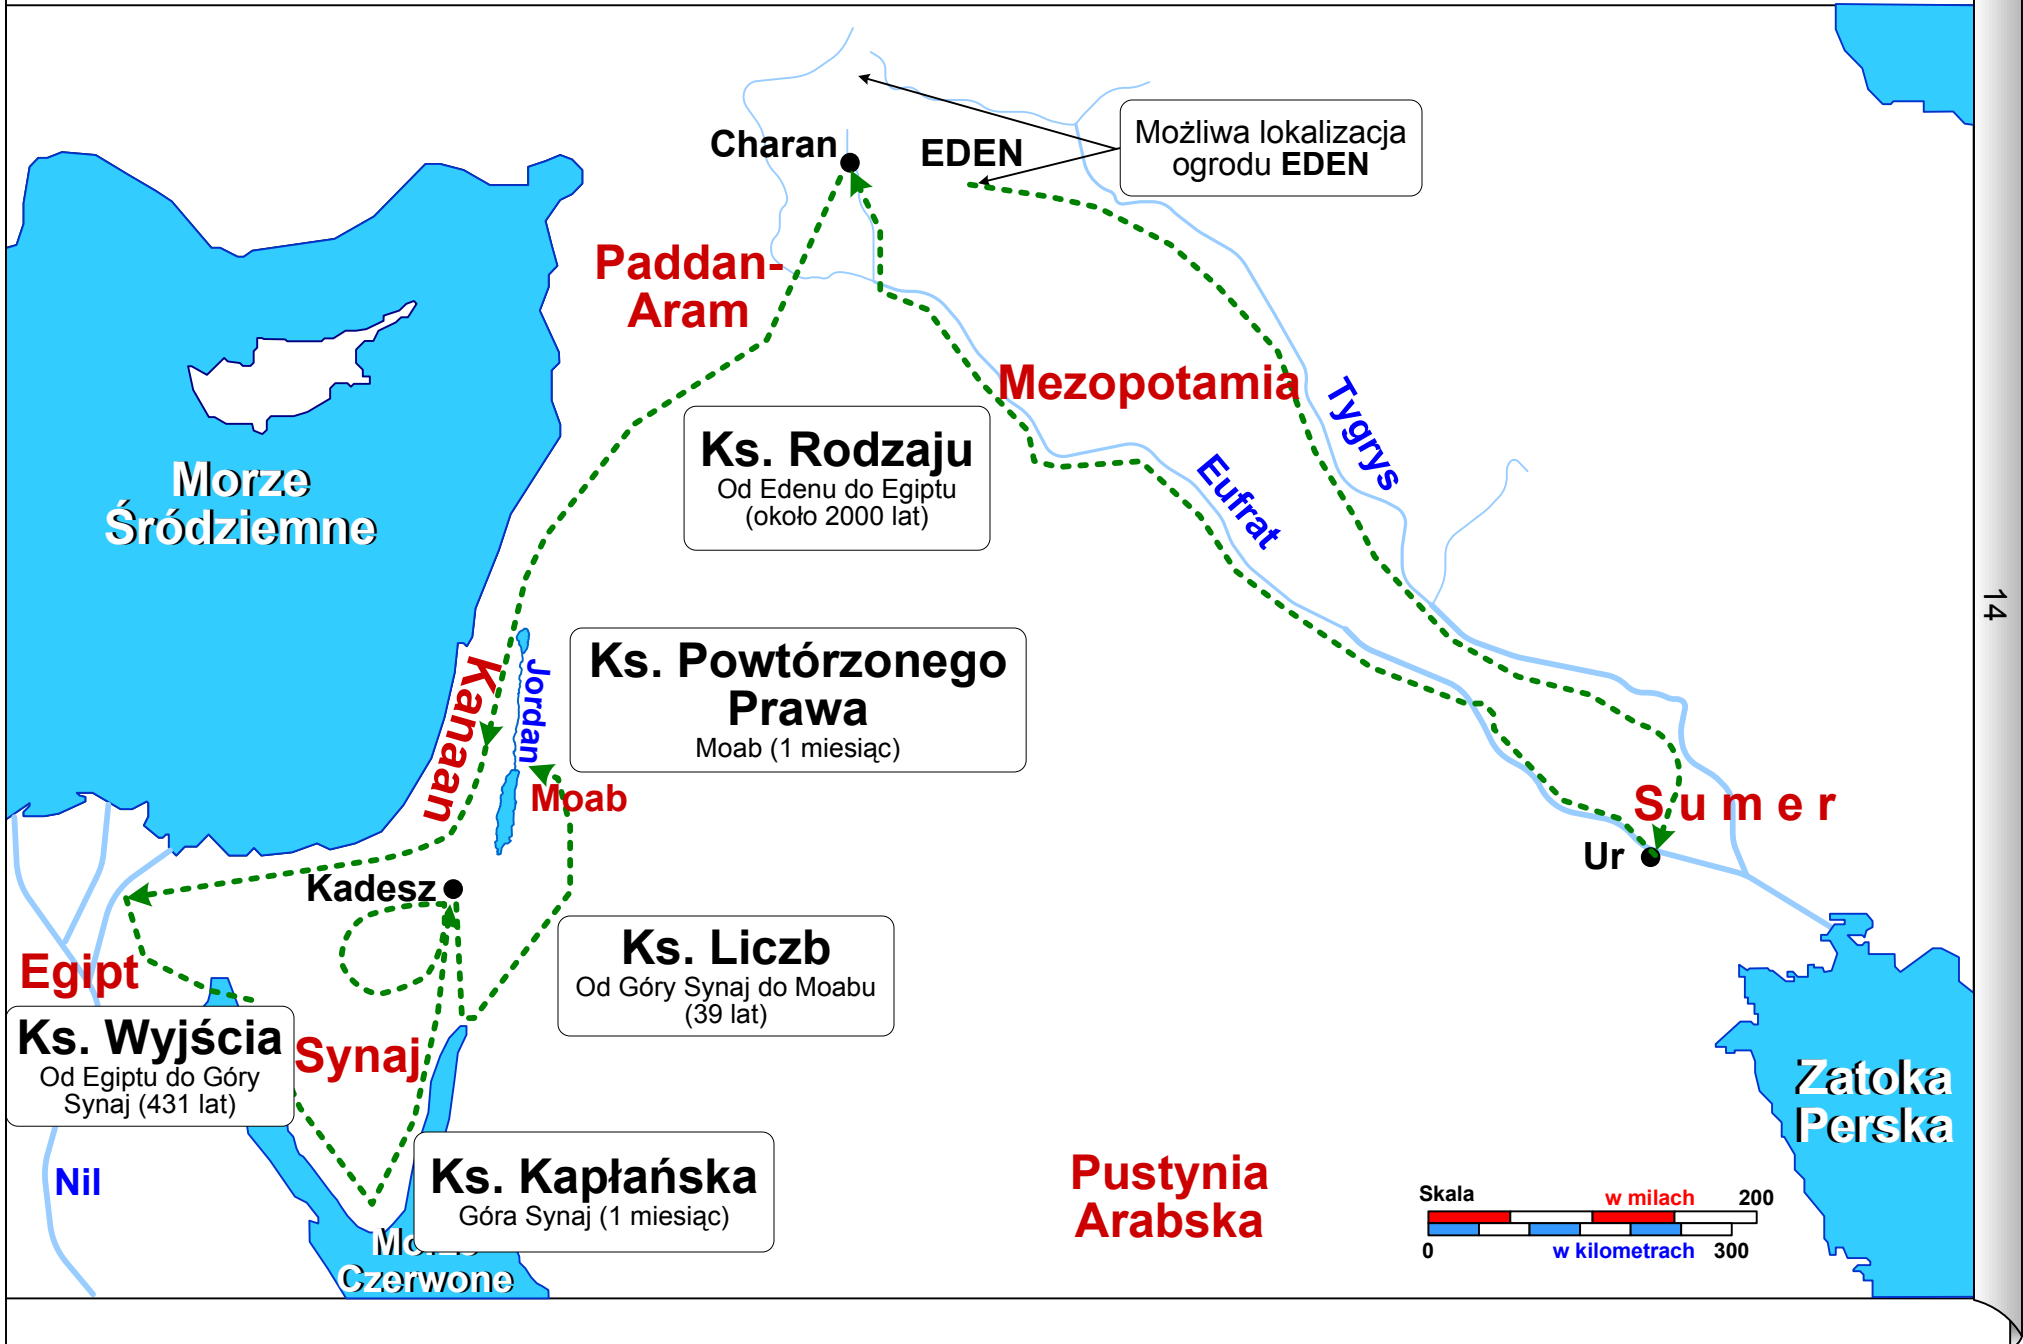 Możliwa lokalizacja
ogrodu EDEN
Charan
EDEN
Paddan-
Aram
Mezopotamia
Tygrys
Eufrat
Ks. Rodzaju
Od Edenu do Egiptu
(około 2000 lat)
Morze
Śródziemne
14
Ks. Powtórzonego
Prawa
Moab (1 miesiąc)
Kanaan
Jordan
Moab
Sumer
Ur
Kadesz
Egipt
Ks. Liczb
Od Góry Synaj do Moabu
(39 lat)
Ks. Wyjścia
Od Egiptu do Góry
Synaj (431 lat)
Synaj
Zatoka
Perska
Nil
Ks. Kapłańska
Góra Synaj (1 miesiąc)
Pustynia
Arabska
Morze
Czerwone
Skala
w milach 200
0 w kilometrach 300